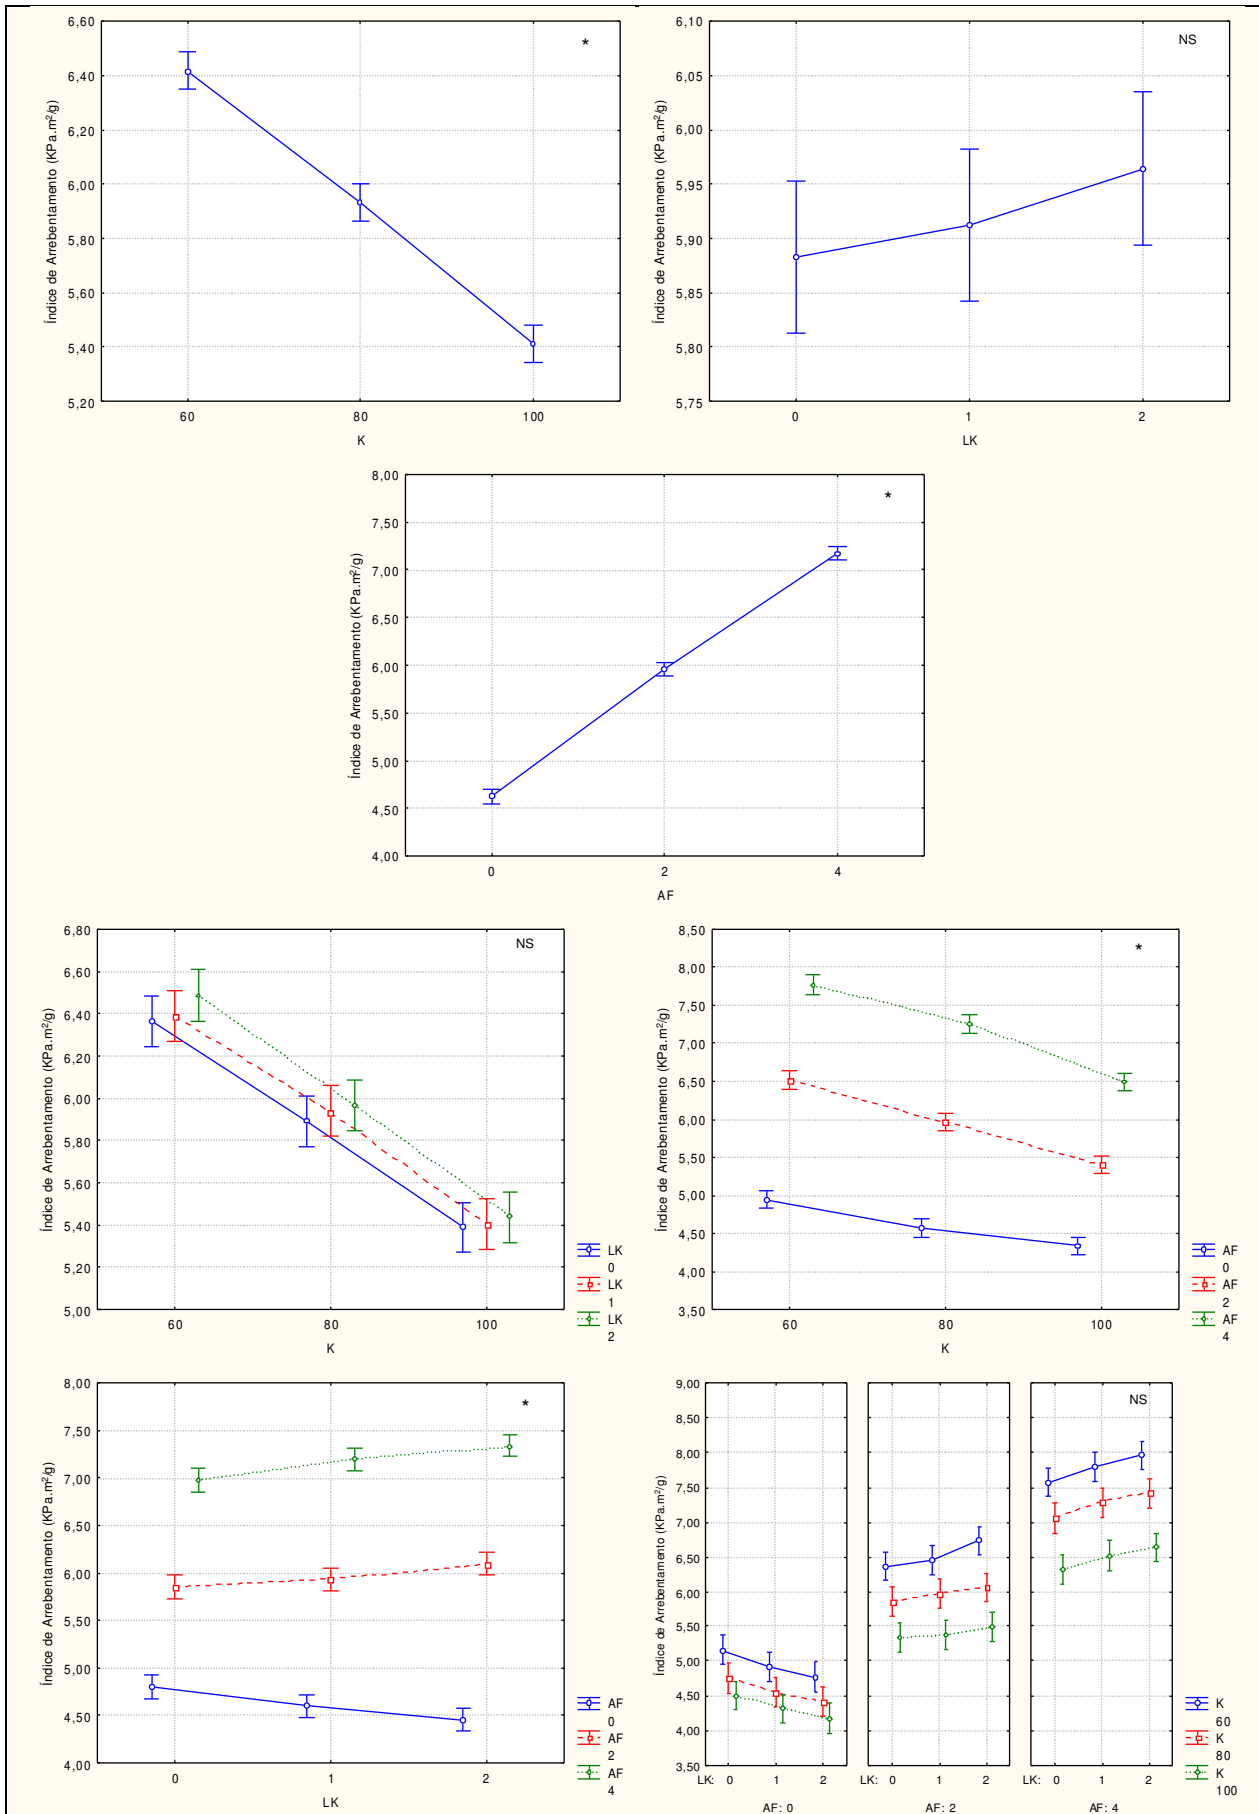 *
Índice de Arrebentamento (KPa.m²/g)
6,60
6,40
6,20
6,00
5,80
5,60
5,40
5,20
60 80 100
K
NS
Índice de Arrebentamento (KPa.m²/g)
6,10
6,05
6,00
5,95
5,90
5,85
5,80
5,75
0 1 2
LK
*
Índice de Arrebentamento (KPa.m²/g)
8,00
7,50
7,00
6,50
6,00
5,50
5,00
4,50
4,00
0 2 4
AF
NS
Índice de Arrebentamento (KPa.m²/g)
6,80
6,60
6,40
6,20
6,00
5,80
5,60
5,40
5,20
5,00
60 80 100
K
LK
0
LK
1
LK
2
*
Índice de Arrebentamento (KPa.m²/g)
8,50
8,00
7,50
7,00
6,50
6,00
5,50
5,00
4,50
4,00
3,50
60 80 100
K
AF
0
AF
2
AF
4
*
Índice de Arrebentamento (KPa.m²/g)
8,00
7,50
7,00
6,50
6,00
5,50
5,00
4,50
4,00
0 1 2
LK
AF
0
AF
2
AF
4
NS
Índice de Arrebentamento (KPa.m²/g)
9,00
8,50
8,00
7,50
7,00
6,50
6,00
5,50
5,00
4,50
4,00
3,50
LK: 0 1 2
AF: 0
LK: 0 1 2
AF: 2
LK: 0 1 2
AF: 4
K
60
K
80
K
100